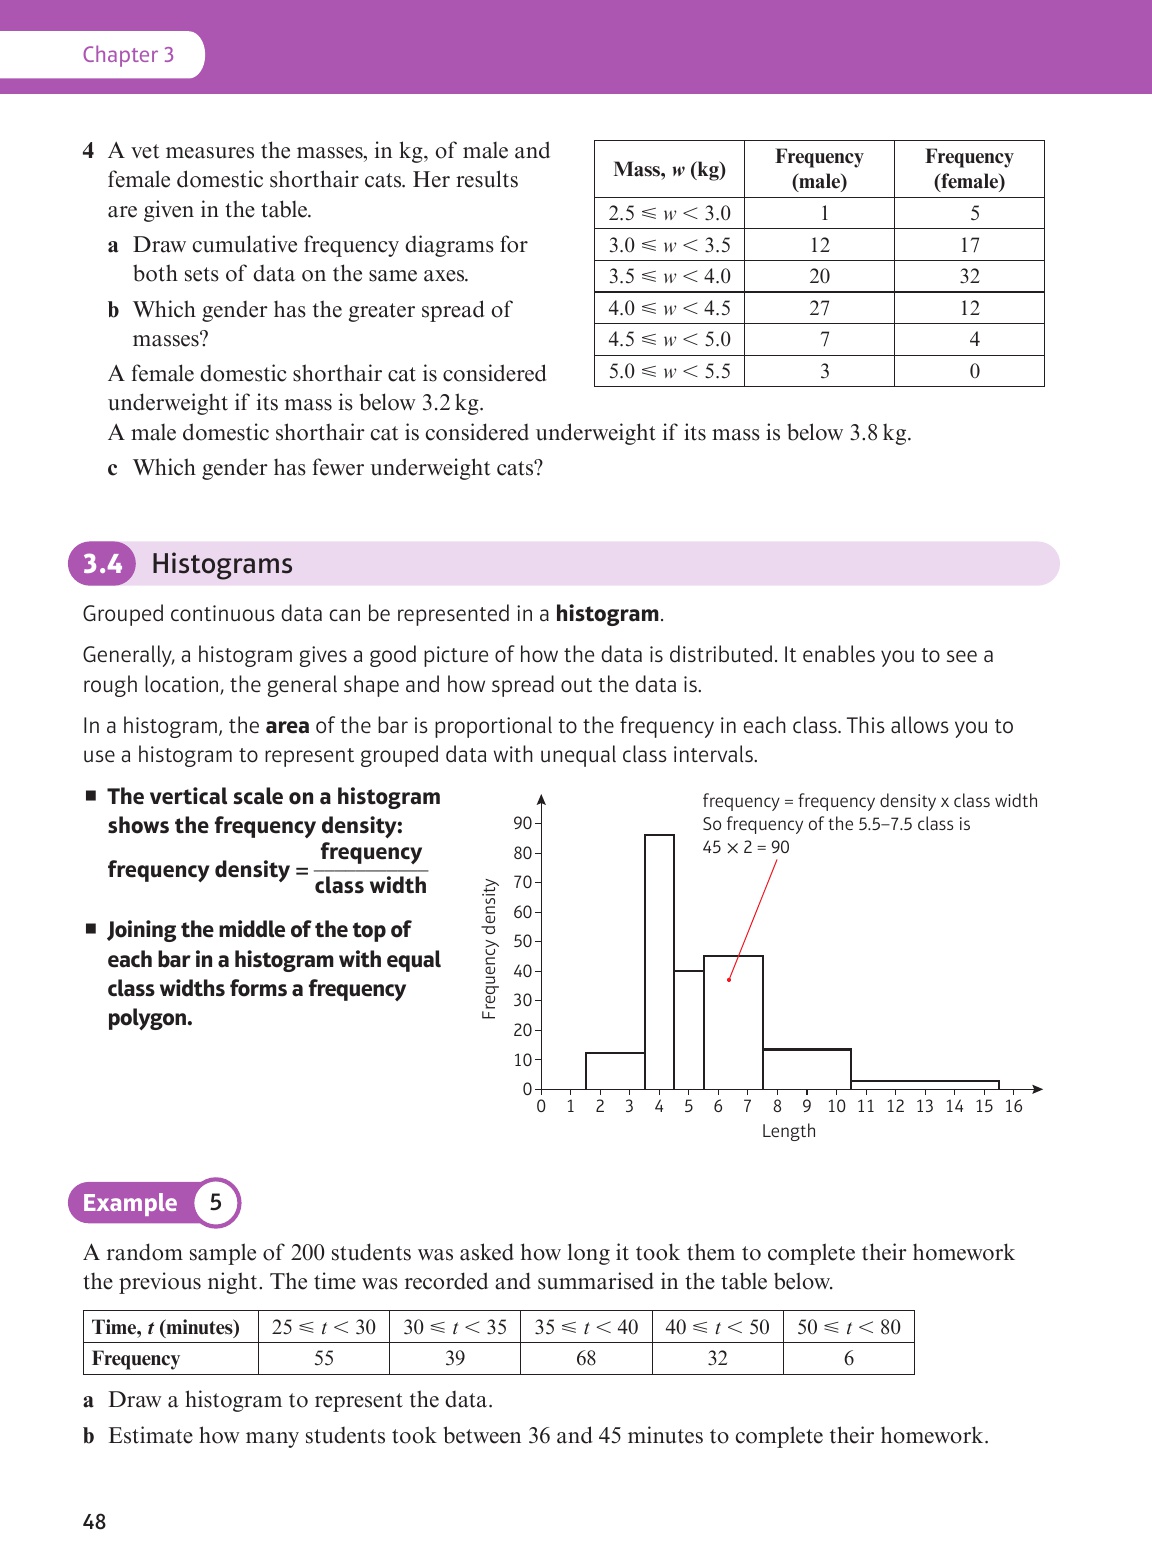 Chapter 3
4 A vet measures the masses, in kg, of male and
female domestic shorthair cats. Her results
are given in the table.
a Draw cumulative frequency diagrams for
both sets of data on the same axes.
b Which gender has the greater spread of
masses?
A female domestic shorthair cat is considered
underweight if its mass is below 3.2 kg.
A male domestic shorthair cat is considered underweight if its mass is below 3.8 kg.
c Which gender has fewer underweight cats?
Mass, w (kg) Frequency (male) Frequency (female)
2.5 ⩽ w < 3.0 1 5
3.0 ⩽ w < 3.5 12 17
3.5 ⩽ w < 4.0 20 32
4.0 ⩽ w < 4.5 27 12
4.5 ⩽ w < 5.0 7 4
5.0 ⩽ w < 5.5 3 0
3.4 Histograms
Grouped continuous data can be represented in a histogram.
Generally, a histogram gives a good picture of how the data is distributed. It enables you to see a
rough location, the general shape and how spread out the data is.
In a histogram, the area of the bar is proportional to the frequency in each class. This allows you to
use a histogram to represent grouped data with unequal class intervals.
■ The vertical scale on a histogram
shows the frequency density:
frequency density = frequency / class width
■ Joining the middle of the top of
each bar in a histogram with equal
class widths forms a frequency
polygon.
frequency = frequency density x class width
So frequency of the 5.5–7.5 class is
45 × 2 = 90
Frequency density
90
80
70
60
50
40
30
20
10
0
0 1 2 3 4 5 6 7 8 9 10 11 12 13 14 15 16
Length
Example 5
A random sample of 200 students was asked how long it took them to complete their homework
the previous night. The time was recorded and summarised in the table below.
Time, t (minutes) 25 ⩽ t < 30 30 ⩽ t < 35 35 ⩽ t < 40 40 ⩽ t < 50 50 ⩽ t < 80
Frequency 55 39 68 32 6
a Draw a histogram to represent the data.
b Estimate how many students took between 36 and 45 minutes to complete their homework.
48